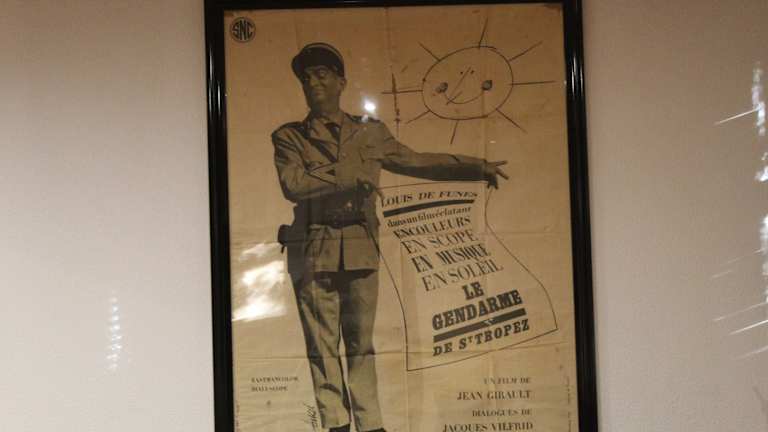 SNC
LOUIS DE FUNES
dans un film éclatant
EN COULEURS
EN SCOPE
EN MUSIQUE
EN SOLEIL
LE
GENDARME
DE ST TROPEZ
EASTMANCOLOR
DYALISCOPE
UN FILM DE
JEAN GIRAULT
DIALOGUES DE
JACQUES VILFRID